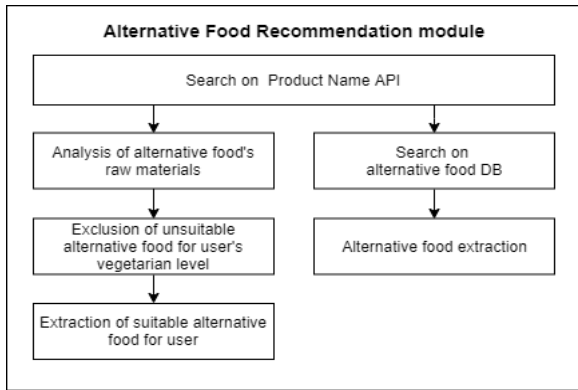 Alternative Food Recommendation module
Search on Product Name API
Analysis of alternative food's
raw materials
Search on
alternative food DB
Exclusion of unsuitable
alternative food for user's
vegetarian level
Alternative food extraction
Extraction of suitable alternative
food for user